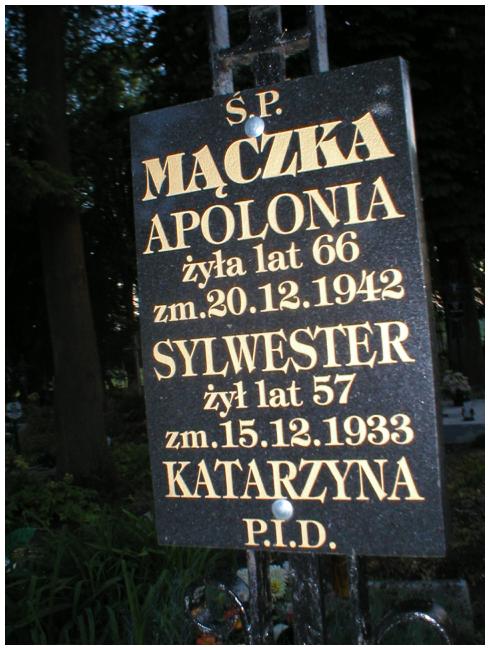 Ś.P.
MĄCZKA
APOLONIA
żyła lat 66
zm.20.12.1942
SYLWESTER
żył lat 57
zm.15.12.1933
KATARZYNA
P.I.D.